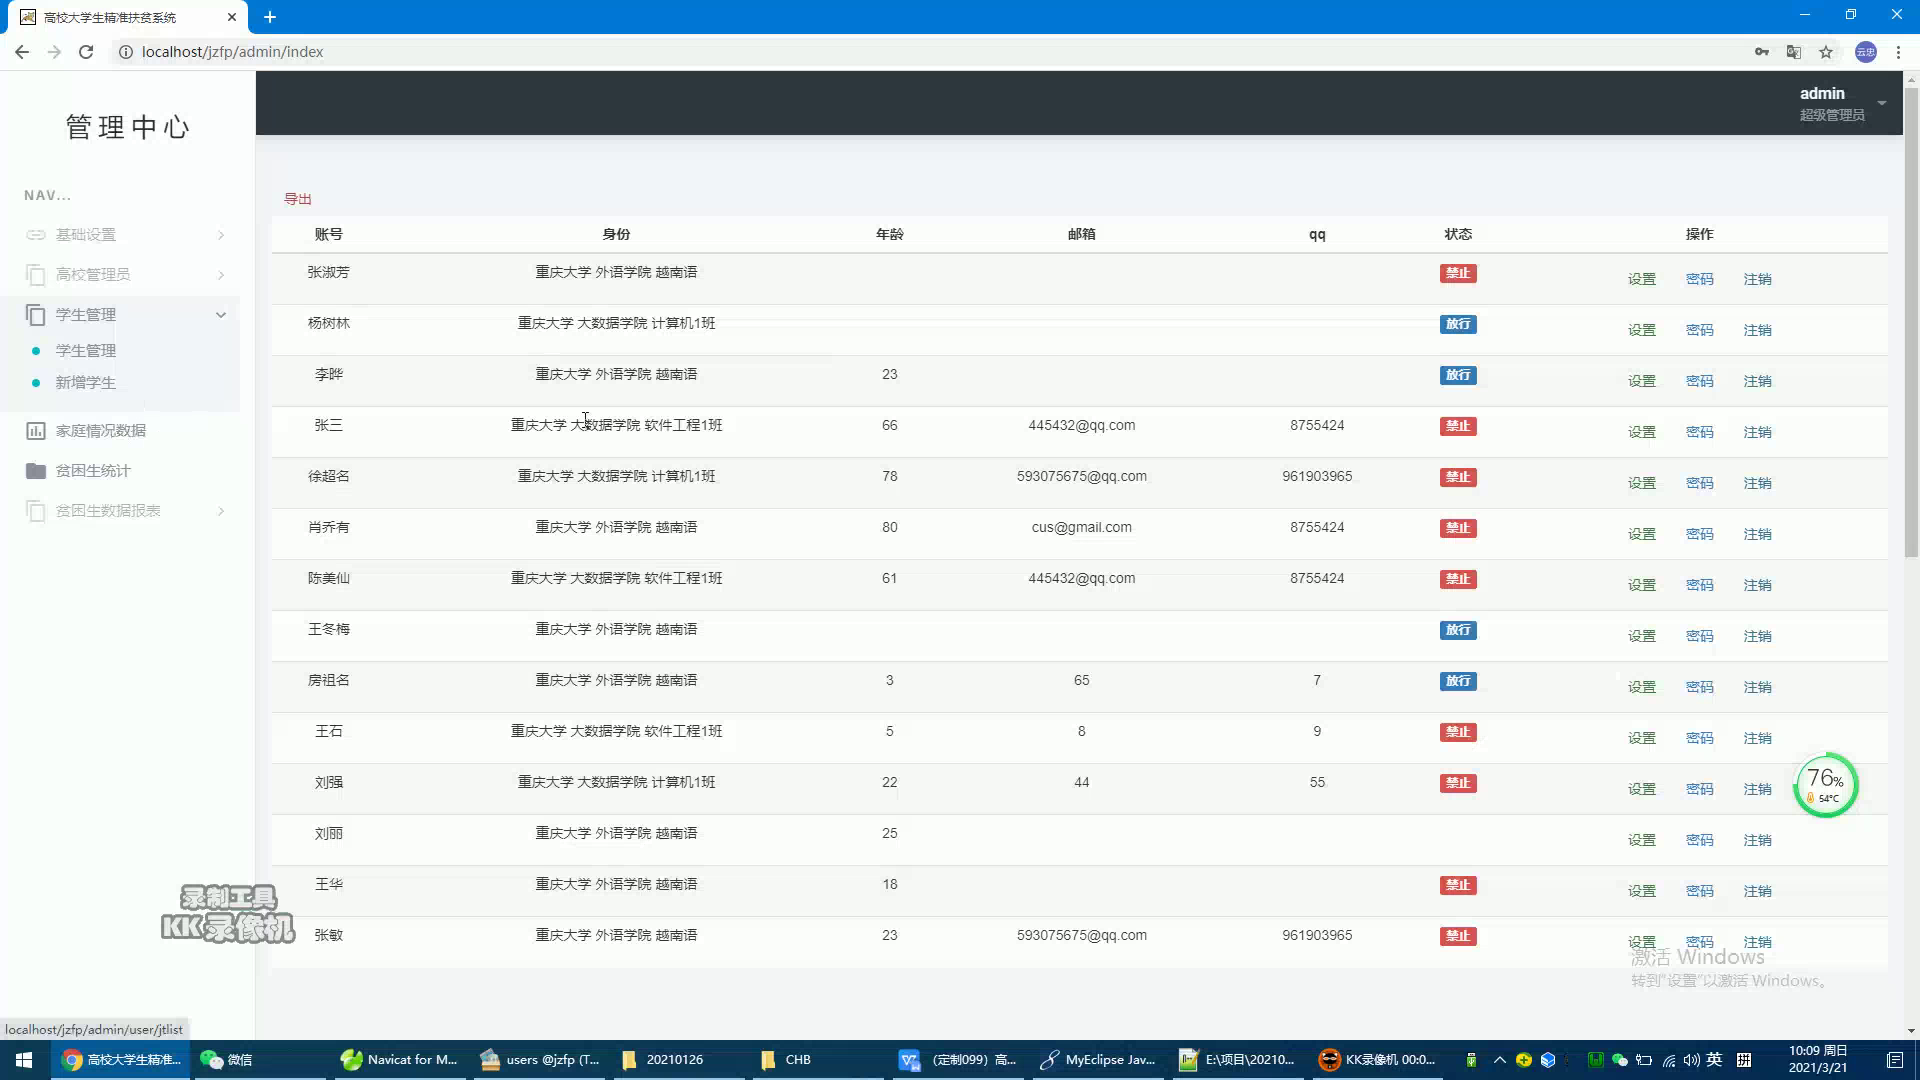 高校大学生精准扶贫系统
localhost/jzfp/admin/index
云忠
管理中心
admin
超级管理员
NAV...
基础设置
高校管理员
学生管理
学生管理
新增学生
家庭情况数据
贫困生统计
贫困生数据报表
导出
账号 身份 年龄 邮箱 qq 状态 操作
张淑芳 重庆大学 外语学院 越南语 禁止 设置 密码 注销
杨树林 重庆大学 大数据学院 计算机1班 放行 设置 密码 注销
李晔 重庆大学 外语学院 越南语 23 放行 设置 密码 注销
张三 重庆大学 大数据学院 软件工程1班 66 445432@qq.com 8755424 禁止 设置 密码 注销
徐超名 重庆大学 大数据学院 计算机1班 78 593075675@qq.com 961903965 禁止 设置 密码 注销
肖乔有 重庆大学 外语学院 越南语 80 cus@gmail.com 8755424 禁止 设置 密码 注销
陈美仙 重庆大学 大数据学院 软件工程1班 61 445432@qq.com 8755424 禁止 设置 密码 注销
王冬梅 重庆大学 外语学院 越南语 放行 设置 密码 注销
房祖名 重庆大学 外语学院 越南语 3 65 7 放行 设置 密码 注销
王石 重庆大学 大数据学院 软件工程1班 5 8 9 禁止 设置 密码 注销
刘强 重庆大学 大数据学院 计算机1班 22 44 55 禁止 设置 密码 注销
刘丽 重庆大学 外语学院 越南语 25 设置 密码 注销
王华 重庆大学 外语学院 越南语 18 禁止 设置 密码 注销
张敏 重庆大学 外语学院 越南语 23 593075675@qq.com 961903965 禁止 设置 密码 注销
76%
54°C
录制工具
KK录像机
激活 Windows
转到"设置"以激活 Windows。
localhost/jzfp/admin/user/jtlist
高校大学生精准... 微信 Navicat for M... users @jzfp (T... 20210126 CHB （定制099）高... MyEclipse Jav... E:\项目\20210... KK录像机 00:0... 英 拼 10:09 周日
2021/3/21